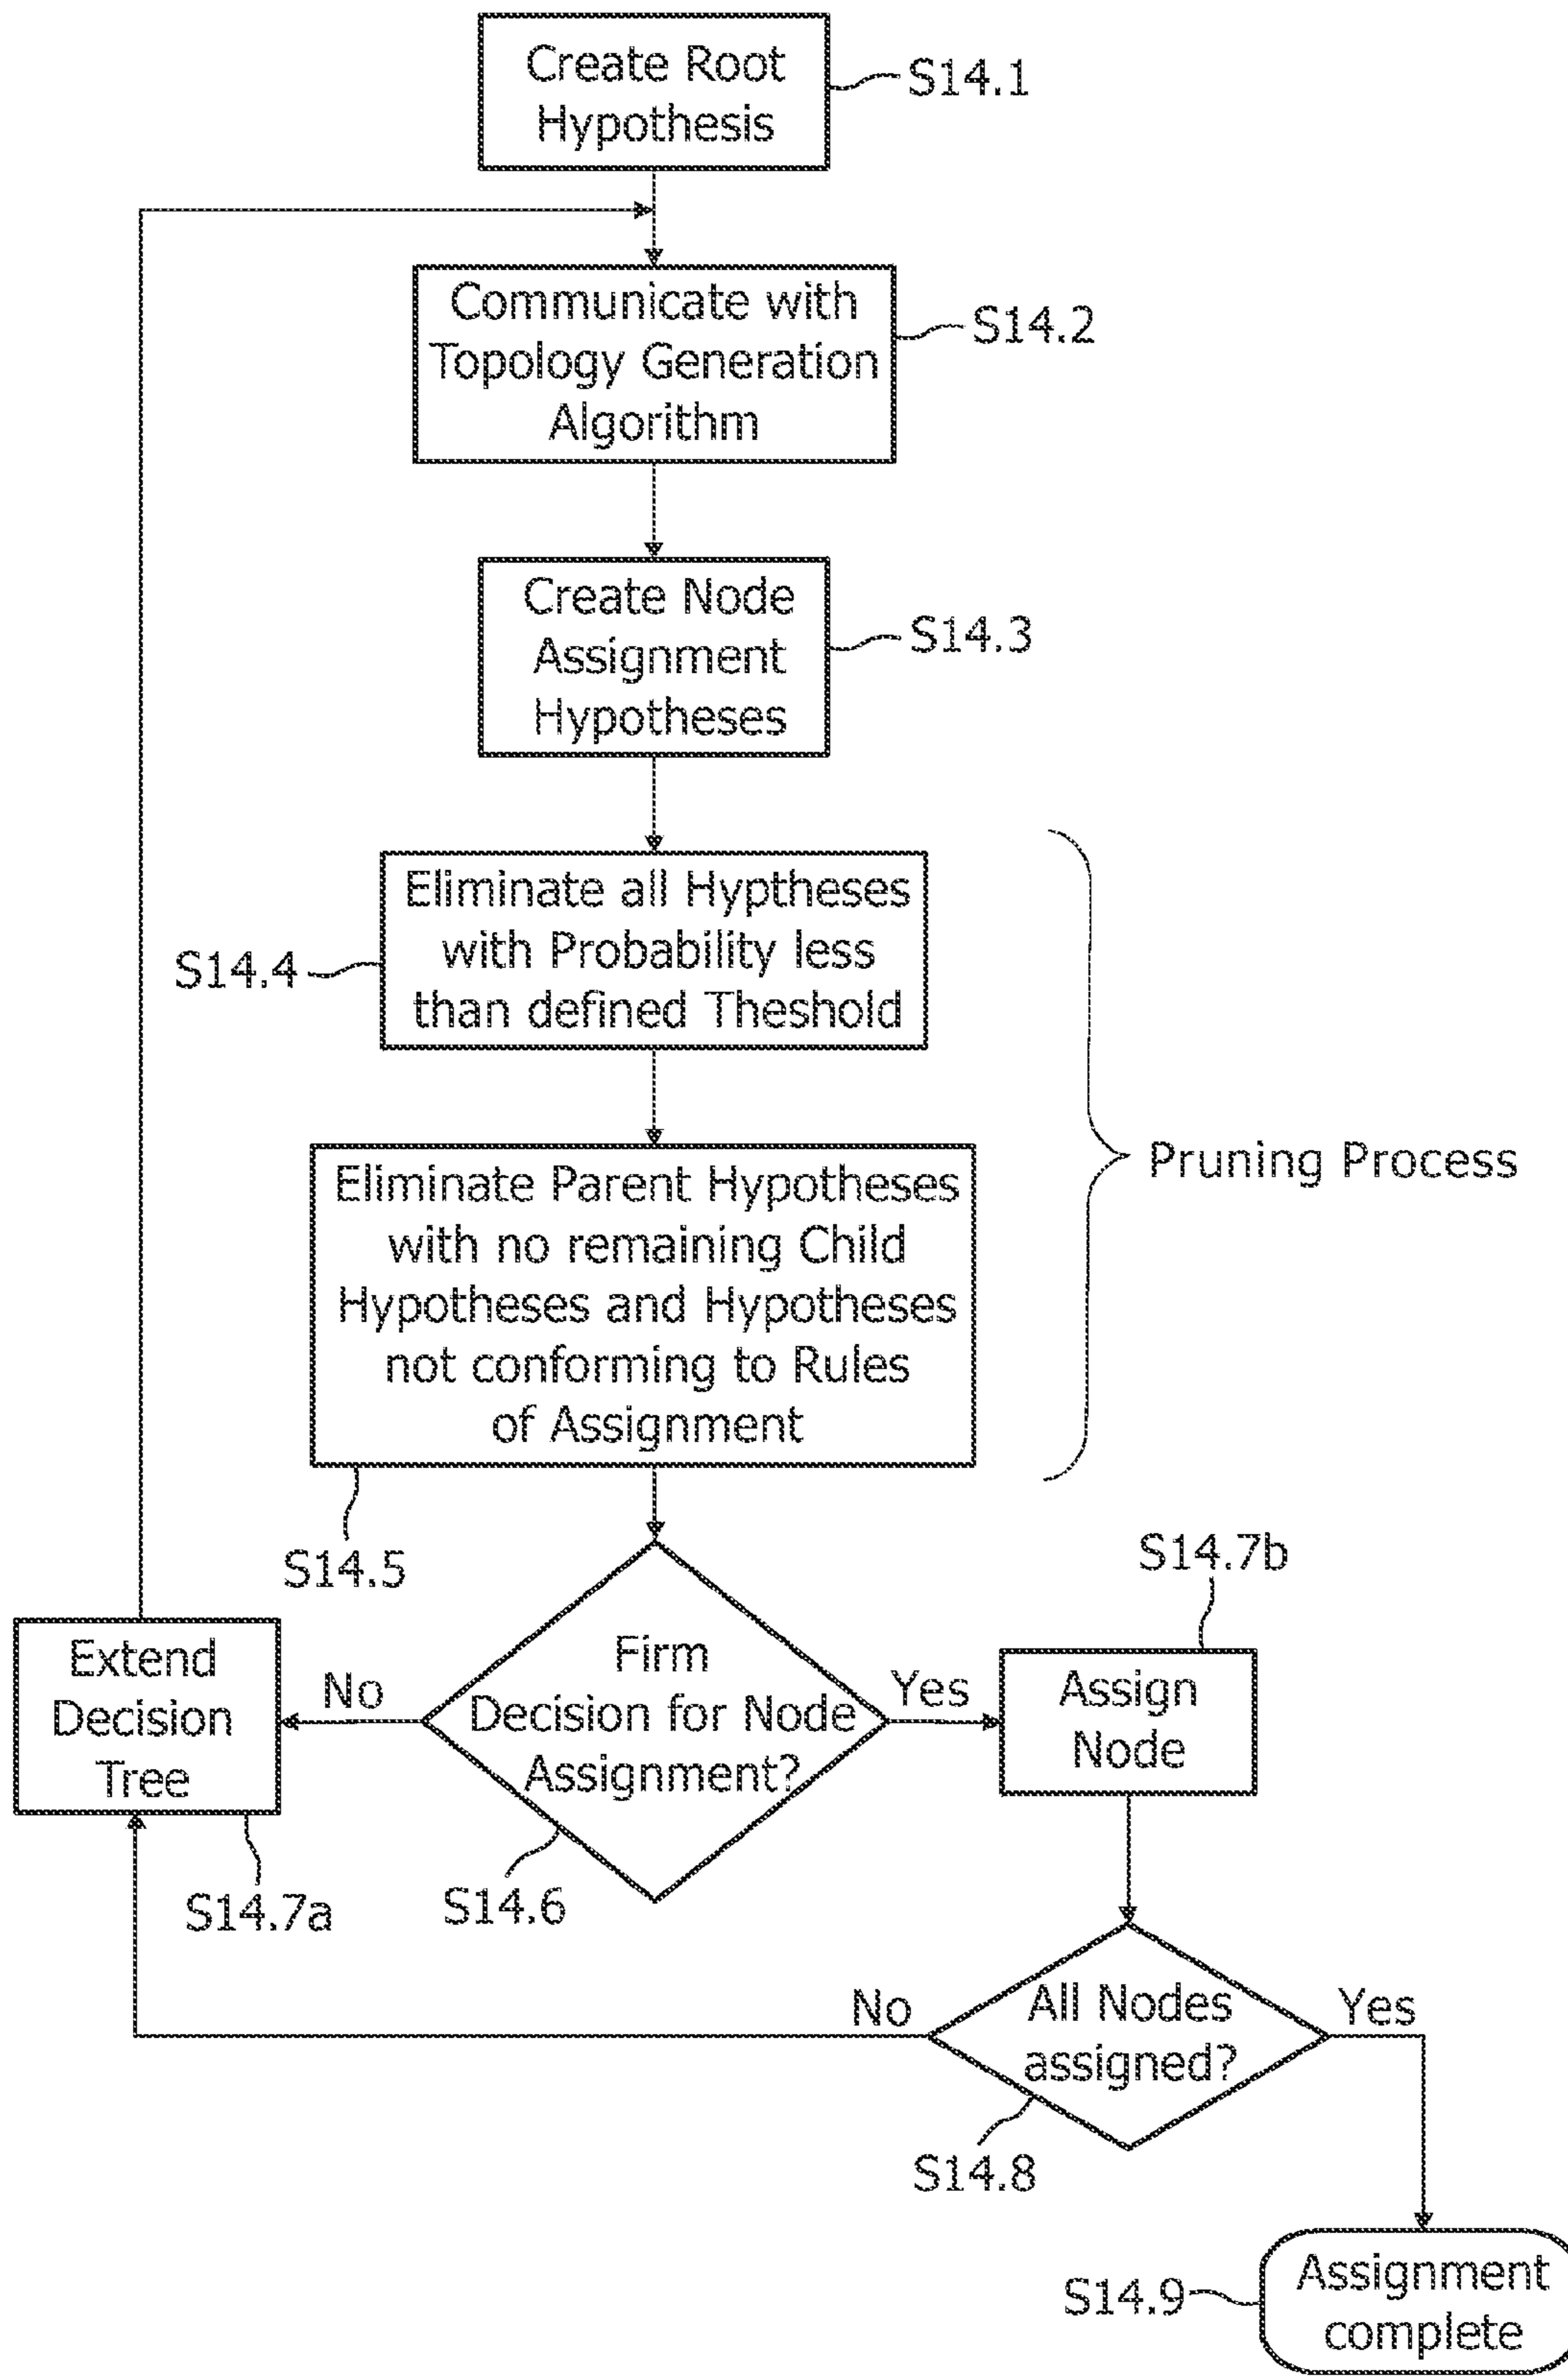 Create Root
Hypothesis
S14.1
Communicate with
Topology Generation
Algorithm
S14.2
Create Node
Assignment
Hypotheses
S14.3
Eliminate all Hyptheses
with Probability less
than defined Theshold
S14.4
Eliminate Parent Hypotheses
with no remaining Child
Hypotheses and Hypotheses
not conforming to Rules
of Assignment
S14.5
Pruning Process
Firm
Decision for Node
Assignment?
S14.6
No
Yes
Extend
Decision
Tree
S14.7a
Assign
Node
S14.7b
All Nodes
assigned?
S14.8
No
Yes
Assignment
complete
S14.9